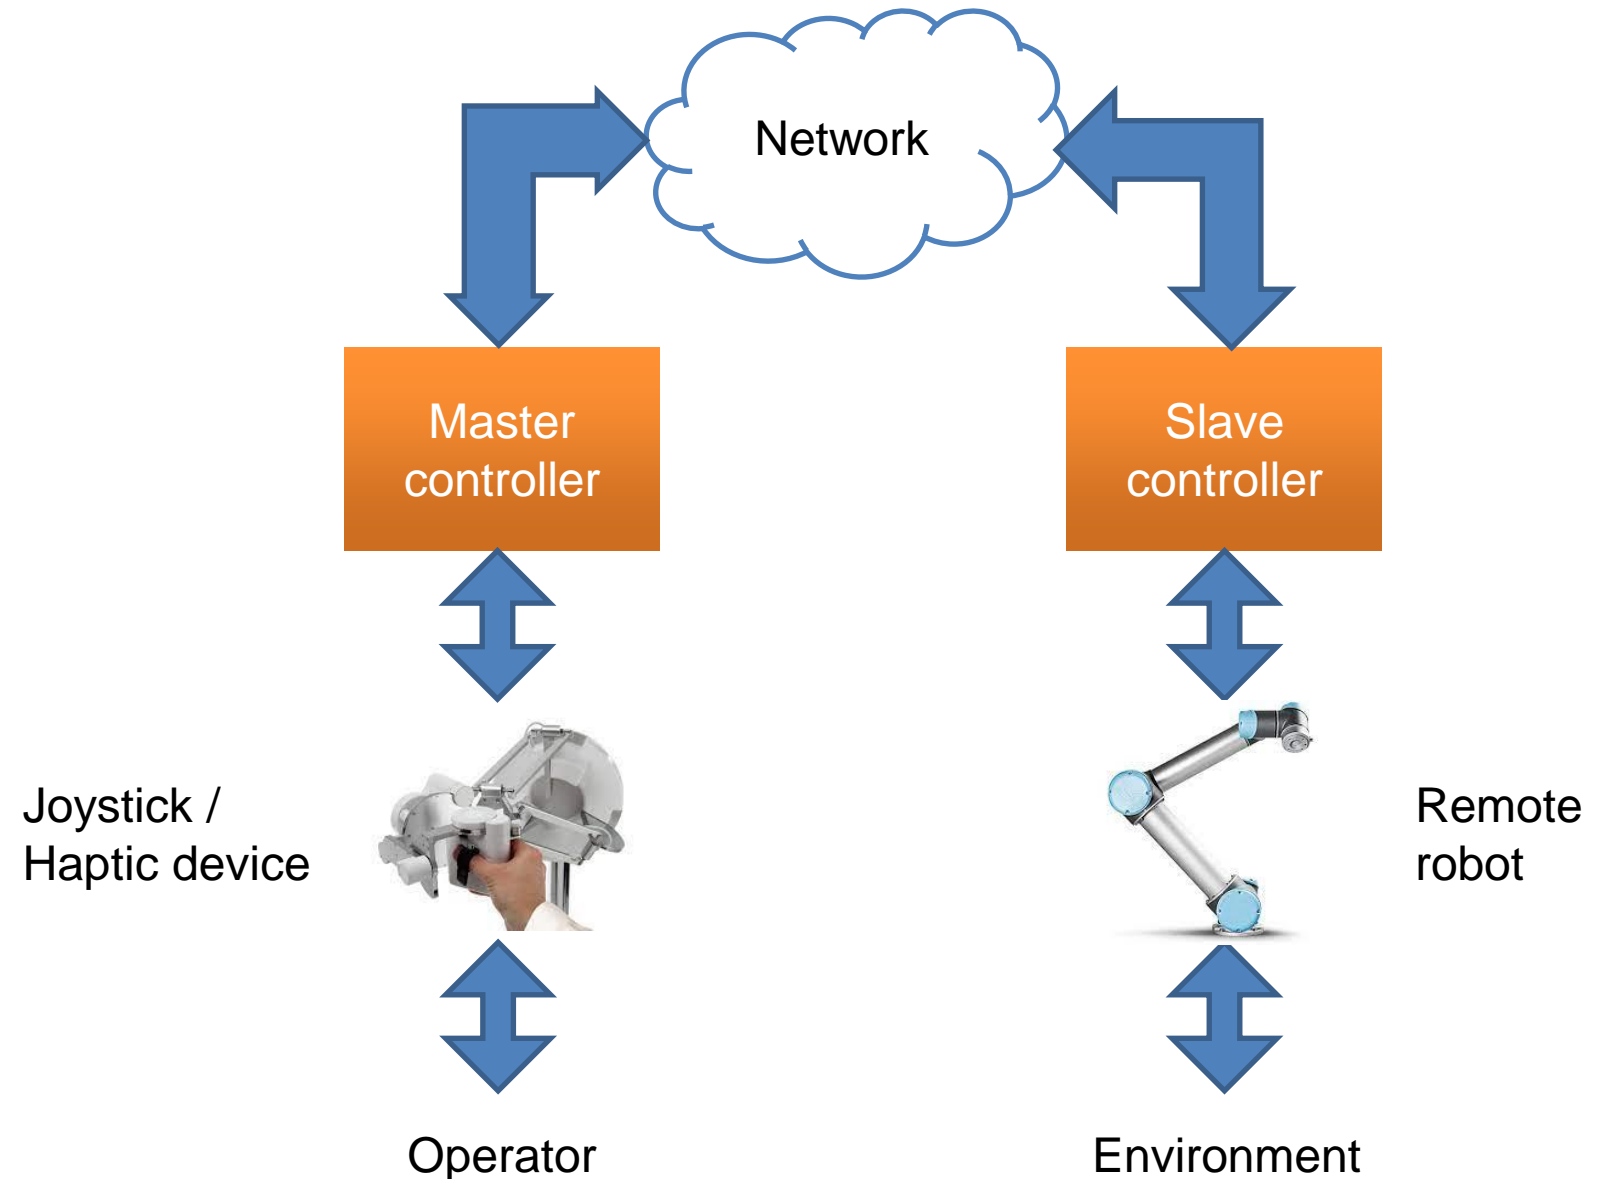 Network
Master
controller
Slave
controller
Joystick /
Haptic device
Remote
robot
Operator
Environment